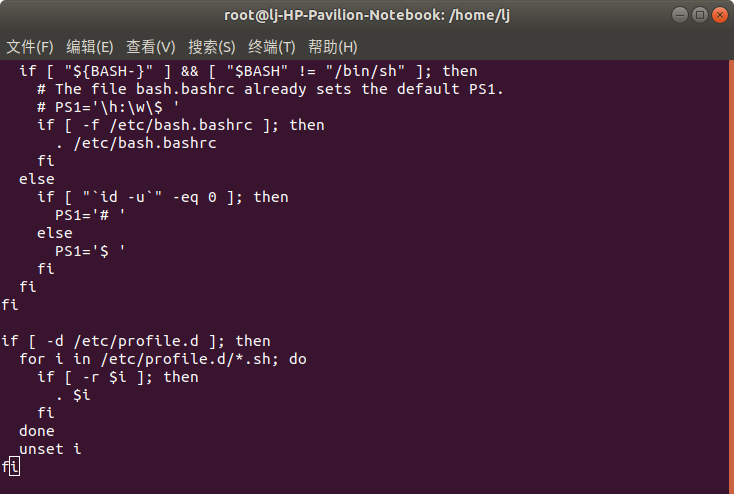 root@lj-HP-Pavilion-Notebook: /home/lj
文件(F) 编辑(E) 查看(V) 搜索(S) 终端(T) 帮助(H)
  if [ "${BASH-}" ] && [ "$BASH" != "/bin/sh" ]; then
    # The file bash.bashrc already sets the default PS1.
    # PS1='\h:\w\$ '
    if [ -f /etc/bash.bashrc ]; then
      . /etc/bash.bashrc
    fi
  else
    if [ "`id -u`" -eq 0 ]; then
      PS1='# '
    else
      PS1='$ '
    fi
  fi
fi

if [ -d /etc/profile.d ]; then
  for i in /etc/profile.d/*.sh; do
    if [ -r $i ]; then
      . $i
    fi
  done
  unset i
fi